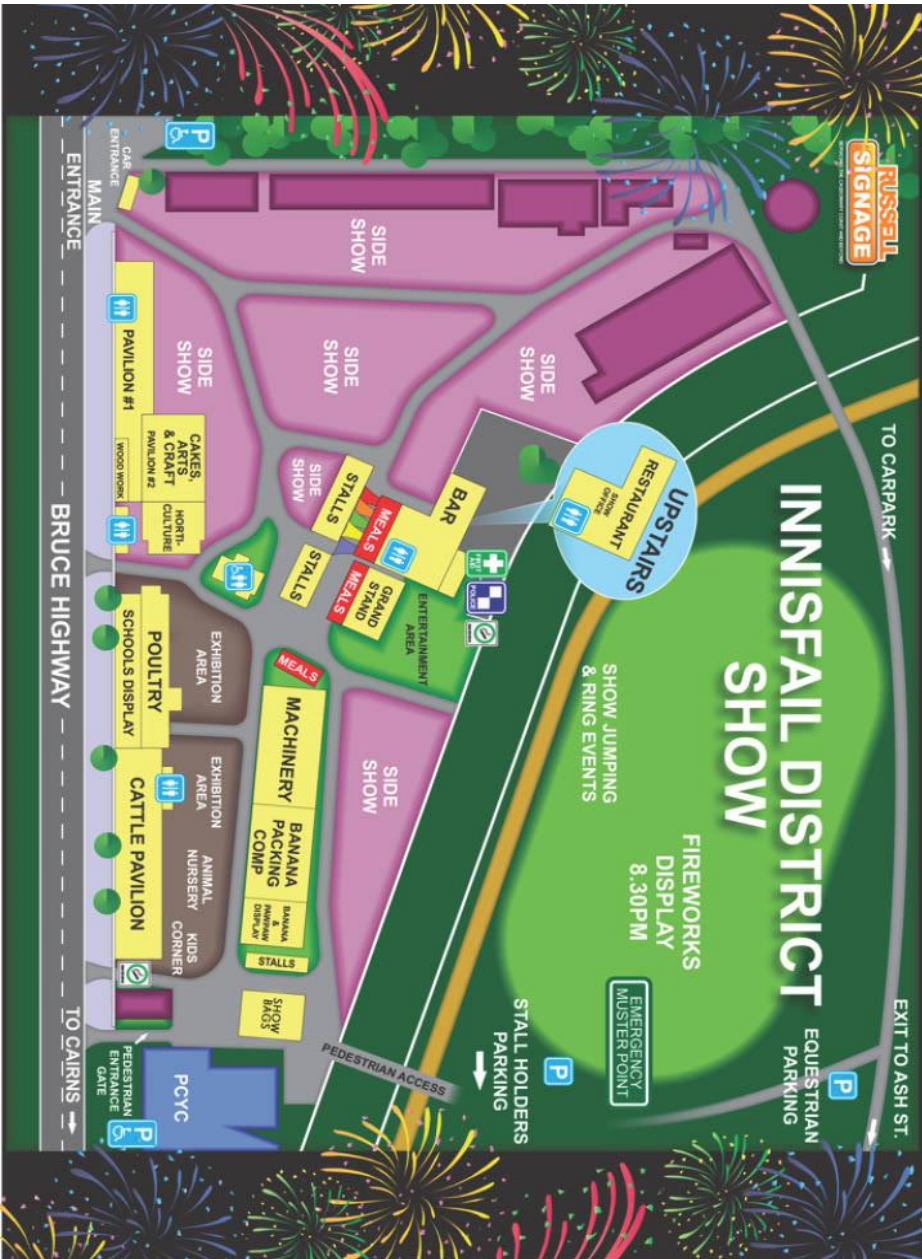 RUSSELL
SIGNAGE
TO CARPARK
EXIT TO ASH ST.
INNISFAIL DISTRICT
SHOW
EQUESTRIAN
PARKING
P
EMERGENCY
MUSTER POINT
FIREWORKS
DISPLAY
8.30PM
SHOW JUMPING
& RING EVENTS
P
STALL HOLDERS
PARKING
UPSTAIRS
RESTAURANT
SHOW
OFFICE
PEDESTRIAN ACCESS
FIRST
AID
POLICE
ENTERTAINMENT
AREA
BAR
GRAND
STAND
MEALS
MEALS
STALLS
STALLS
SIDE
SHOW
SIDE
SHOW
SIDE
SHOW
SIDE
SHOW
SIDE
SHOW
SIDE
SHOW
MEALS
MACHINERY
BANANA
PACKING
COMP
BANANA
&
PAWPAW
DISPLAY
STALLS
SHOW
BAGS
EXHIBITION
AREA
EXHIBITION
AREA
ANIMAL
NURSERY
KIDS
CORNER
CAKES,
ARTS
& CRAFT
PAVILION #2
HORTI-
CULTURE
WOOD WORK
PAVILION #1
POULTRY
SCHOOLS DISPLAY
CATTLE PAVILION
P
CAR
ENTRANCE
MAIN
ENTRANCE
BRUCE HIGHWAY
TO CAIRNS
PEDESTRIAN
ENTRANCE
GATE
PCYC
P